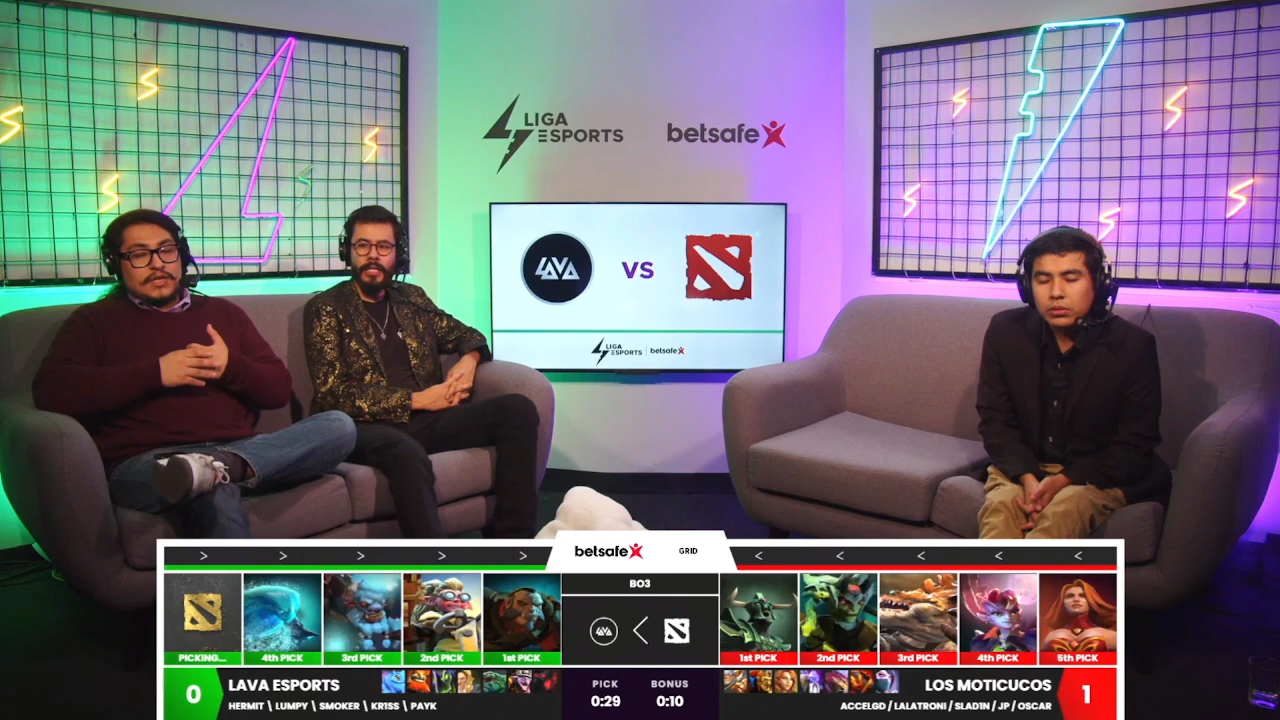 LIGA ESPORTS
betsafe
LAVA
VS
LIGA ESPORTS | betsafe
> > > > >
betsafe
GRID
< < < < <
BO3
LAVA
<
PICKING...
4th PICK
3rd PICK
2nd PICK
1st PICK
1st PICK
2nd PICK
3rd PICK
4th PICK
5th PICK
0
LAVA ESPORTS
HERMIT \ LUMPY \ SMOKER \ KR1SS \ PAYK
PICK
0:29
BONUS
0:10
LOS MOTICUCOS
ACCELGD / LALATRONI / SLAD1N / JP / OSCAR
1